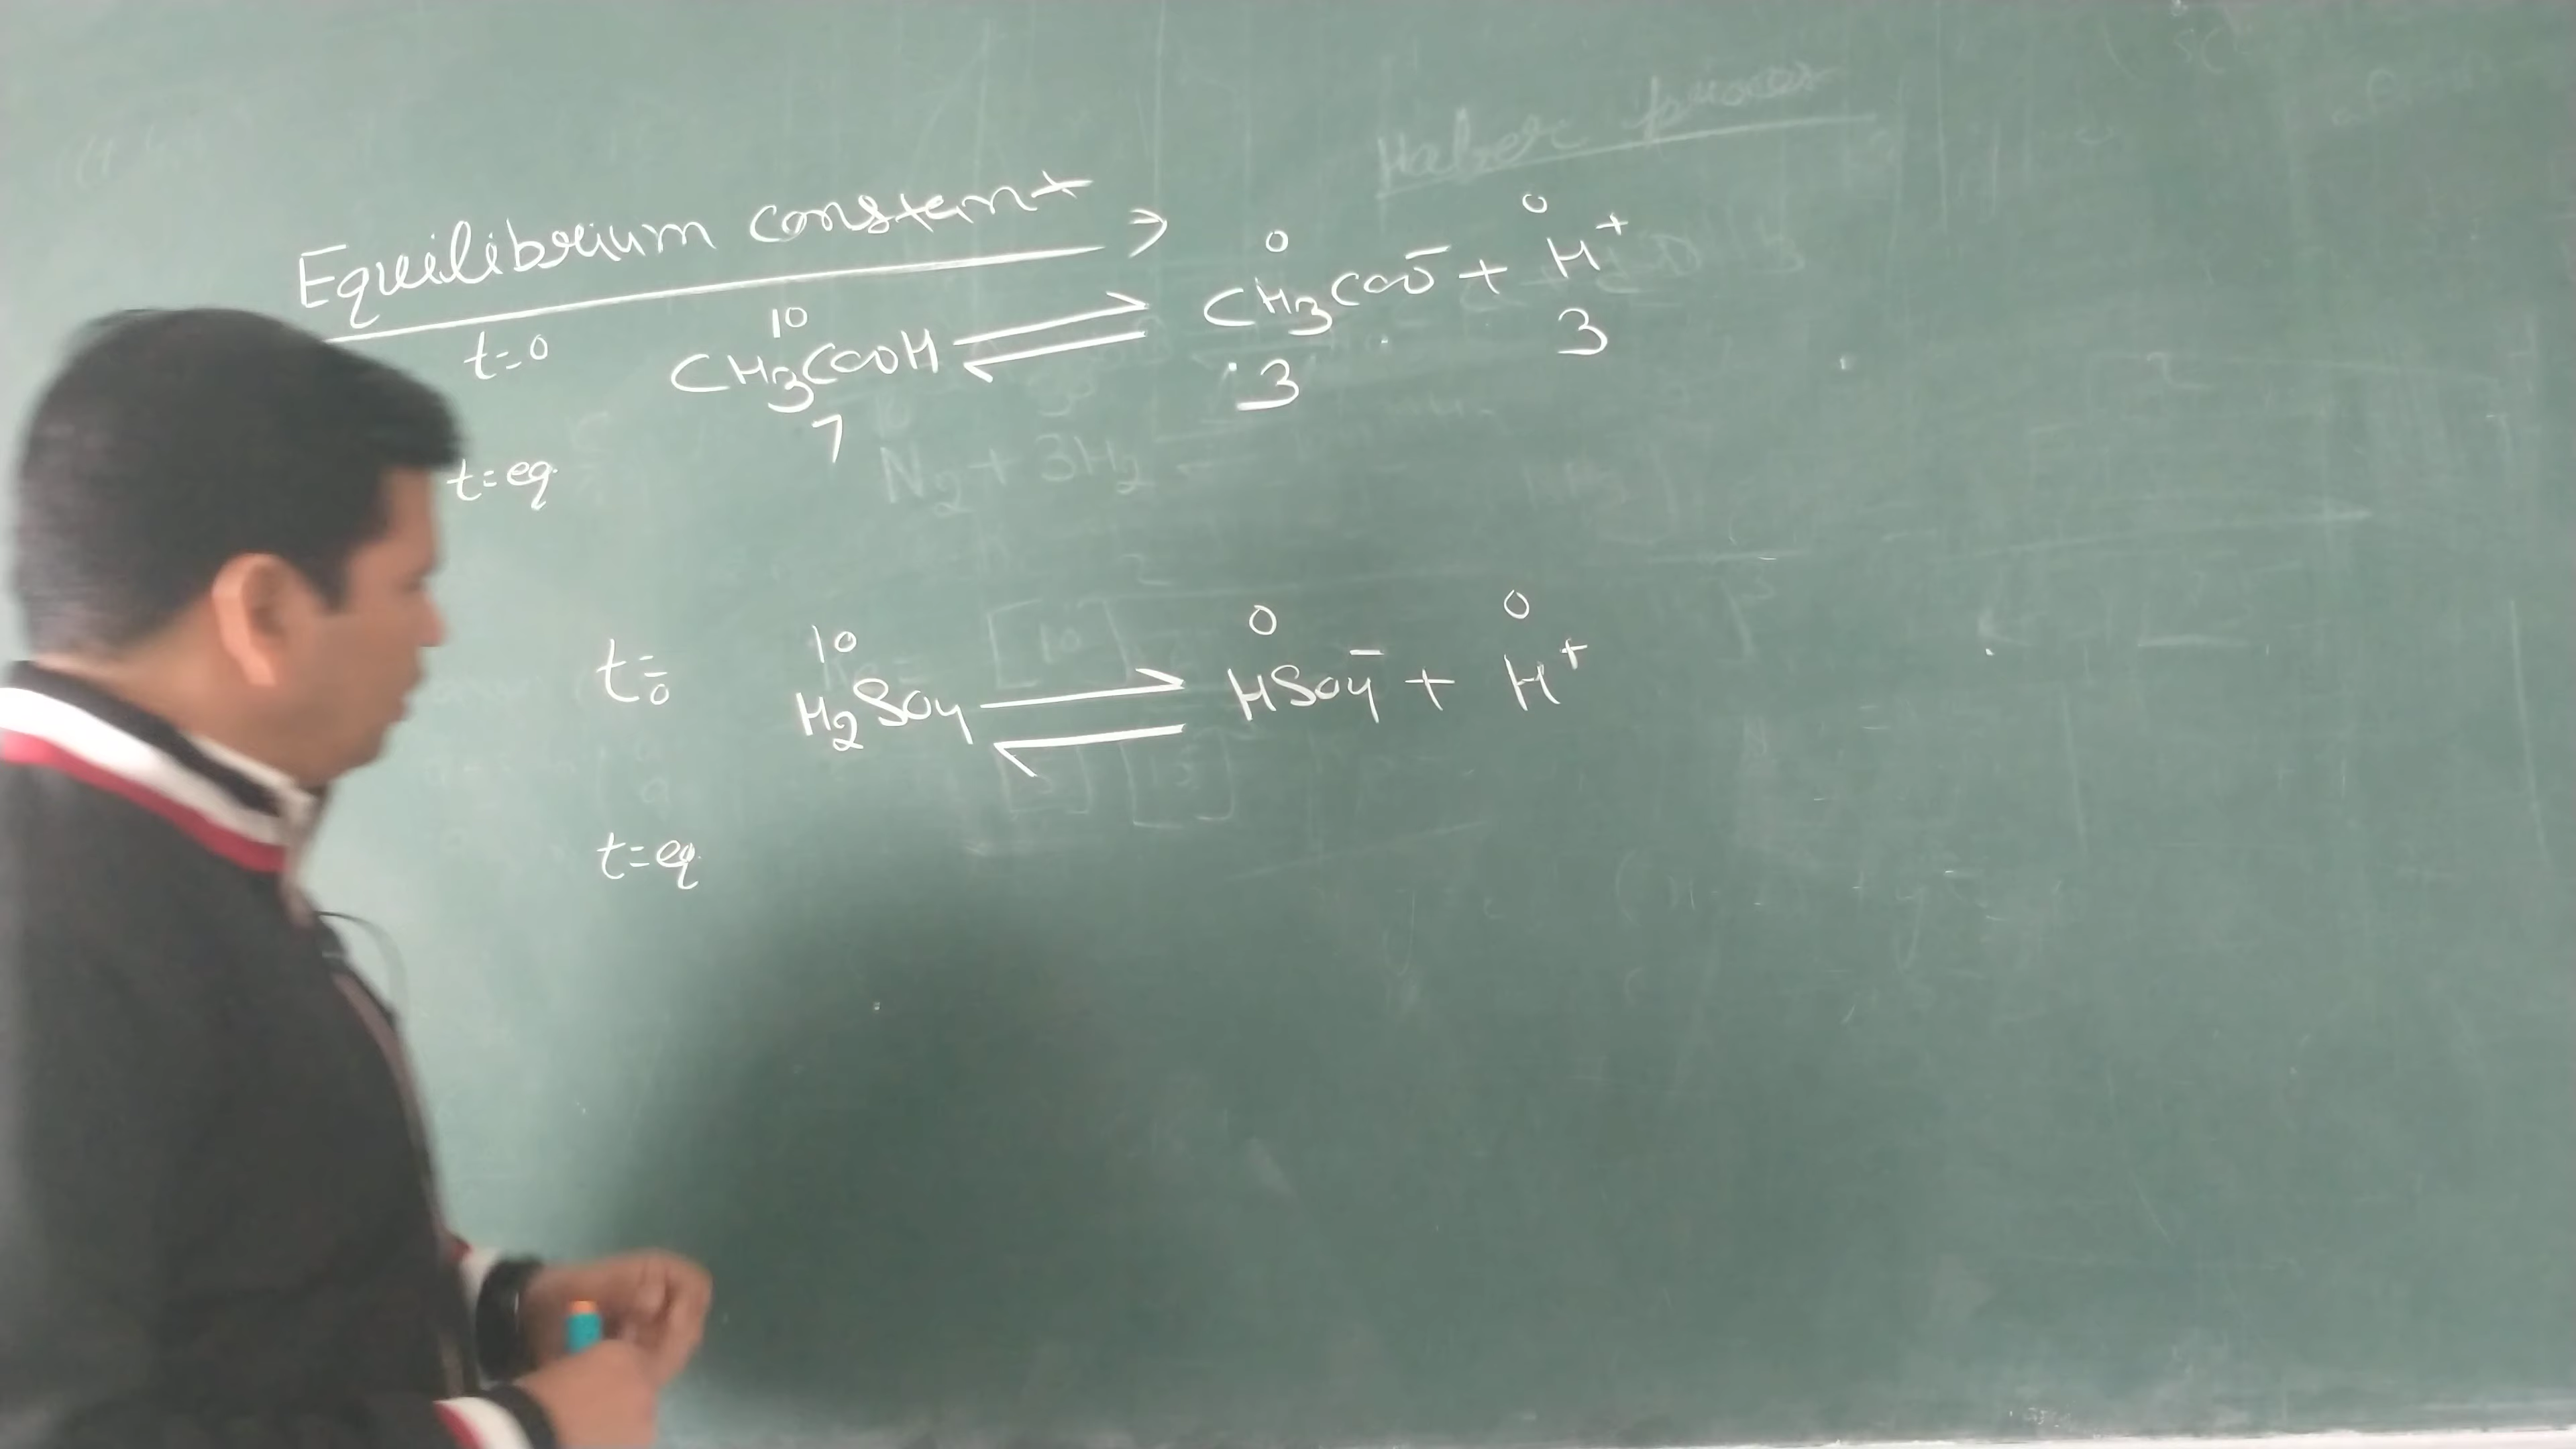 Haber process
Equilibrium constant →
t=0 10 0 0
CH3COOH ⇌ CH3COO⁻ + H⁺
t=eq. 7 3 3
N2 + 3H2
10 0 0
t=0 H2SO4 ⇌ HSO4⁻ + H⁺
t=eq.